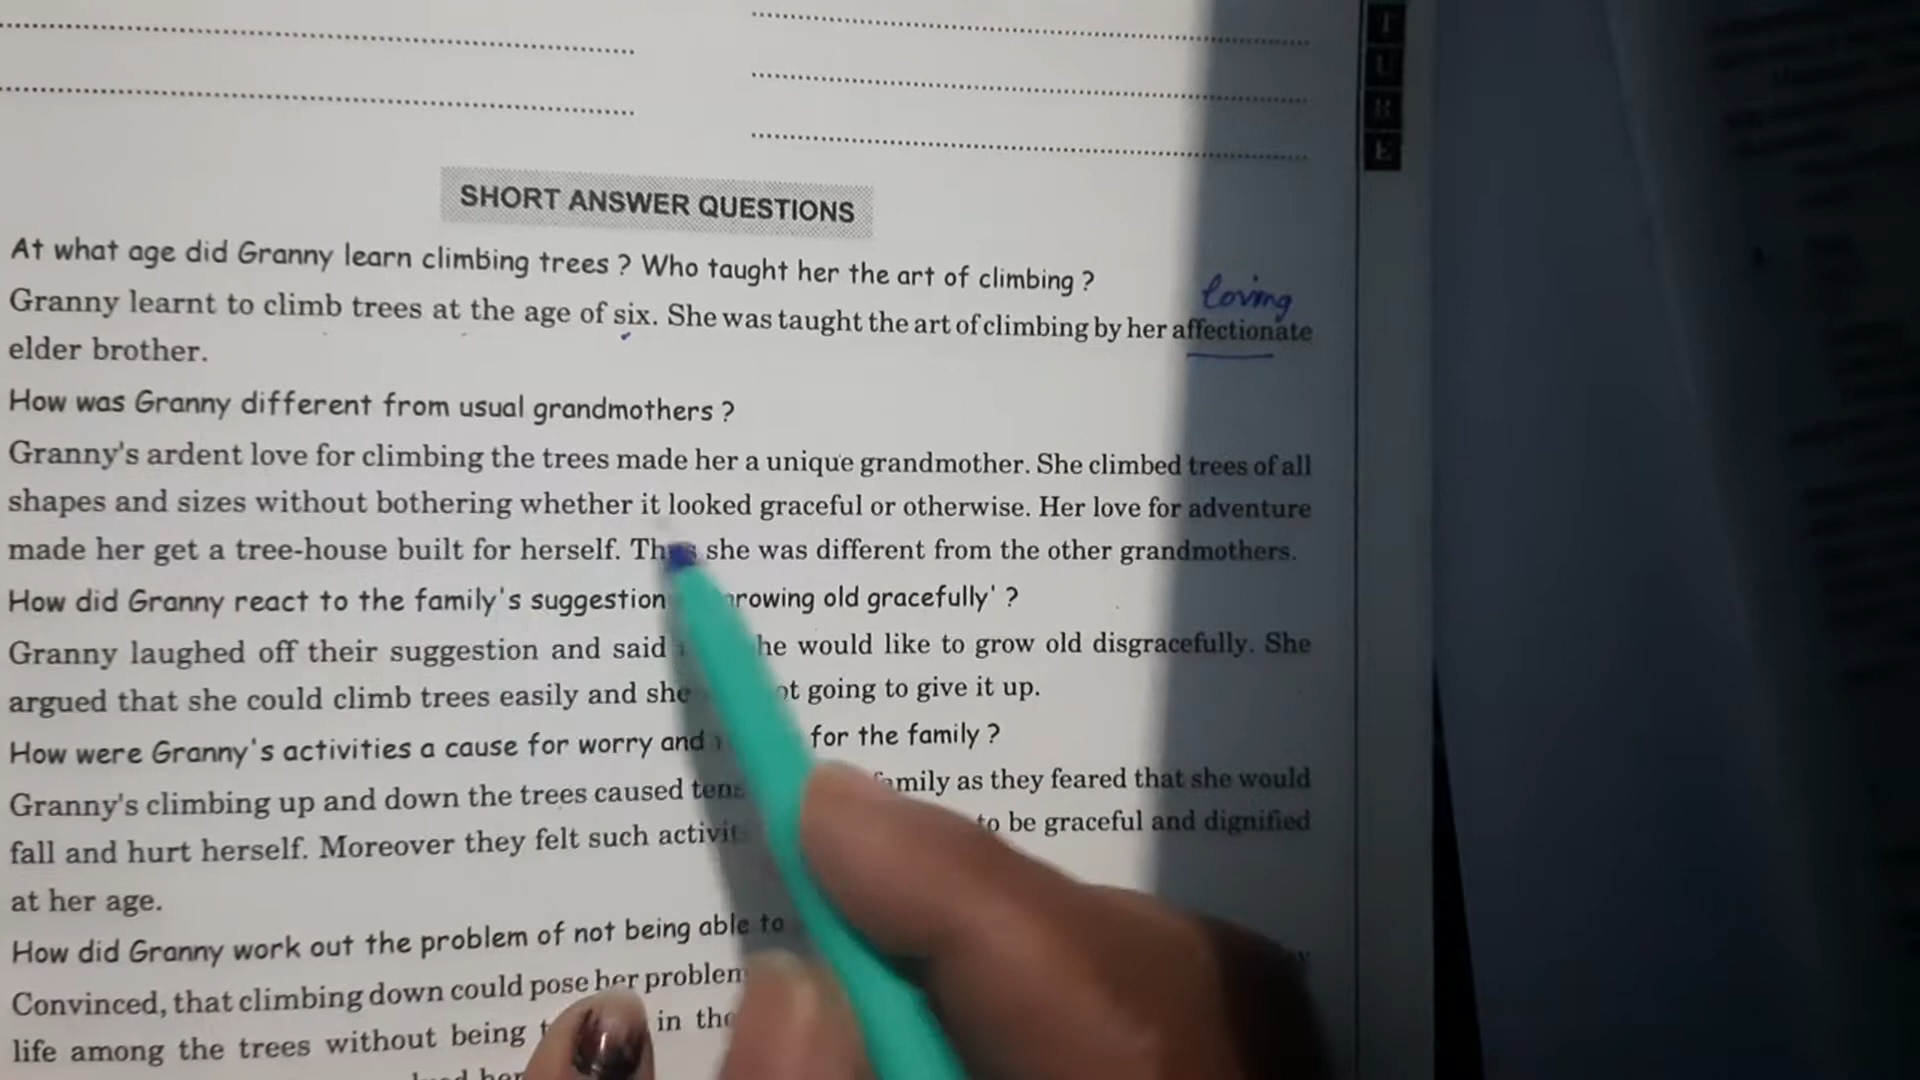 T
U
R
E
SHORT ANSWER QUESTIONS
At what age did Granny learn climbing trees ? Who taught her the art of climbing ?
loving
Granny learnt to climb trees at the age of six. She was taught the art of climbing by her affectionate
elder brother.
How was Granny different from usual grandmothers ?
Granny's ardent love for climbing the trees made her a unique grandmother. She climbed trees of all
shapes and sizes without bothering whether it looked graceful or otherwise. Her love for adventure
made her get a tree-house built for herself. Thus she was different from the other grandmothers.
How did Granny react to the family's suggestion growing old gracefully' ?
Granny laughed off their suggestion and said he would like to grow old disgracefully. She
argued that she could climb trees easily and she going to give it up.
How were Granny's activities a cause for worry and for the family ?
Granny's climbing up and down the trees caused family as they feared that she would
fall and hurt herself. Moreover they felt such to be graceful and dignified
at her age.
How did Granny work out the problem of not being able to
Convinced, that climbing down could pose her problem
life among the trees without being in
her